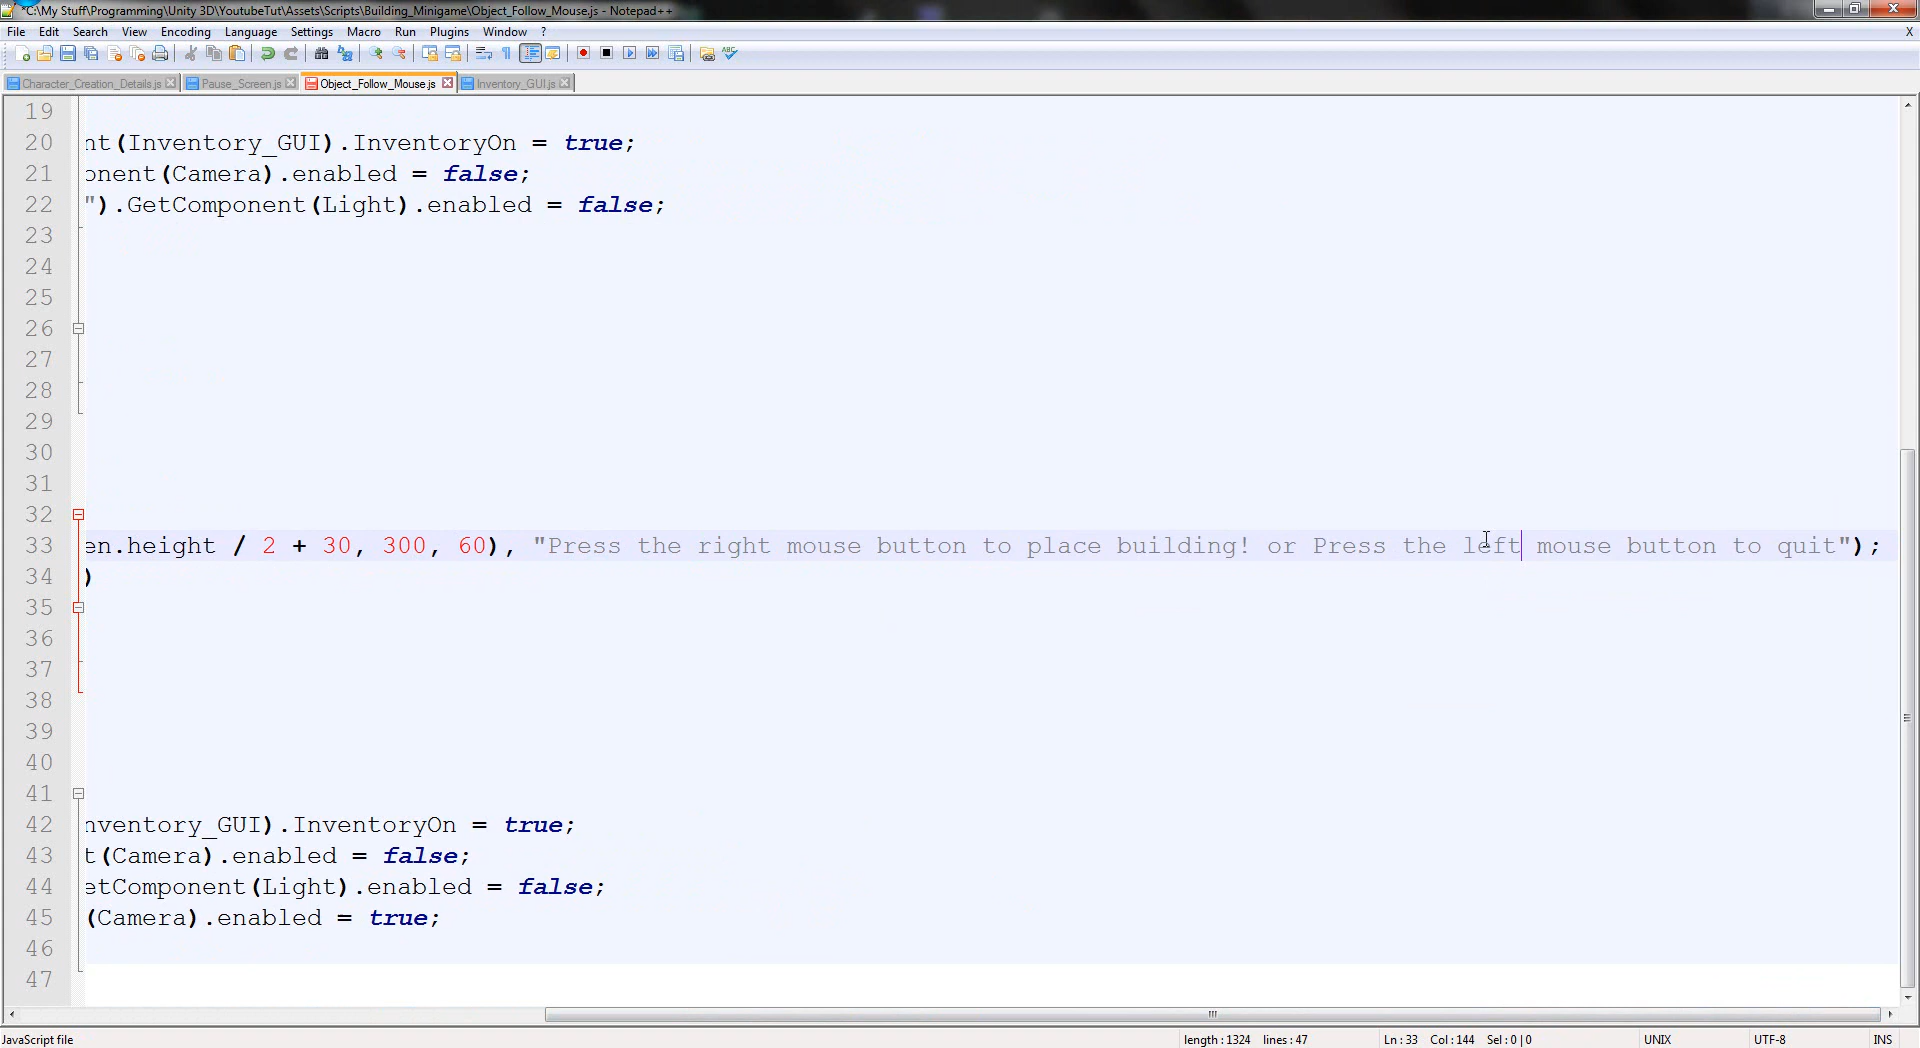 *C:\My Stuff\Programming\Unity 3D\YoutubeTut\Assets\Scripts\Building_Minigame\Object_Follow_Mouse.js - Notepad++
File Edit Search View Encoding Language Settings Macro Run Plugins Window ? X
Character_Creation_Details.js Pause_Screen.js Object_Follow_Mouse.js Inventory_GUI.js
19
20 nt(Inventory_GUI).InventoryOn = true;
21 onent(Camera).enabled = false;
22 ").GetComponent(Light).enabled = false;
23
24
25
26
27
28
29
30
31
32
33 en.height / 2 + 30, 300, 60), "Press the right mouse button to place building! or Press the left mouse button to quit");
34 )
35
36
37
38
39
40
41
42 nventory_GUI).InventoryOn = true;
43 t(Camera).enabled = false;
44 etComponent(Light).enabled = false;
45 (Camera).enabled = true;
46
47
JavaScript file length : 1324 lines : 47 Ln : 33 Col : 144 Sel : 0 | 0 UNIX UTF-8 INS